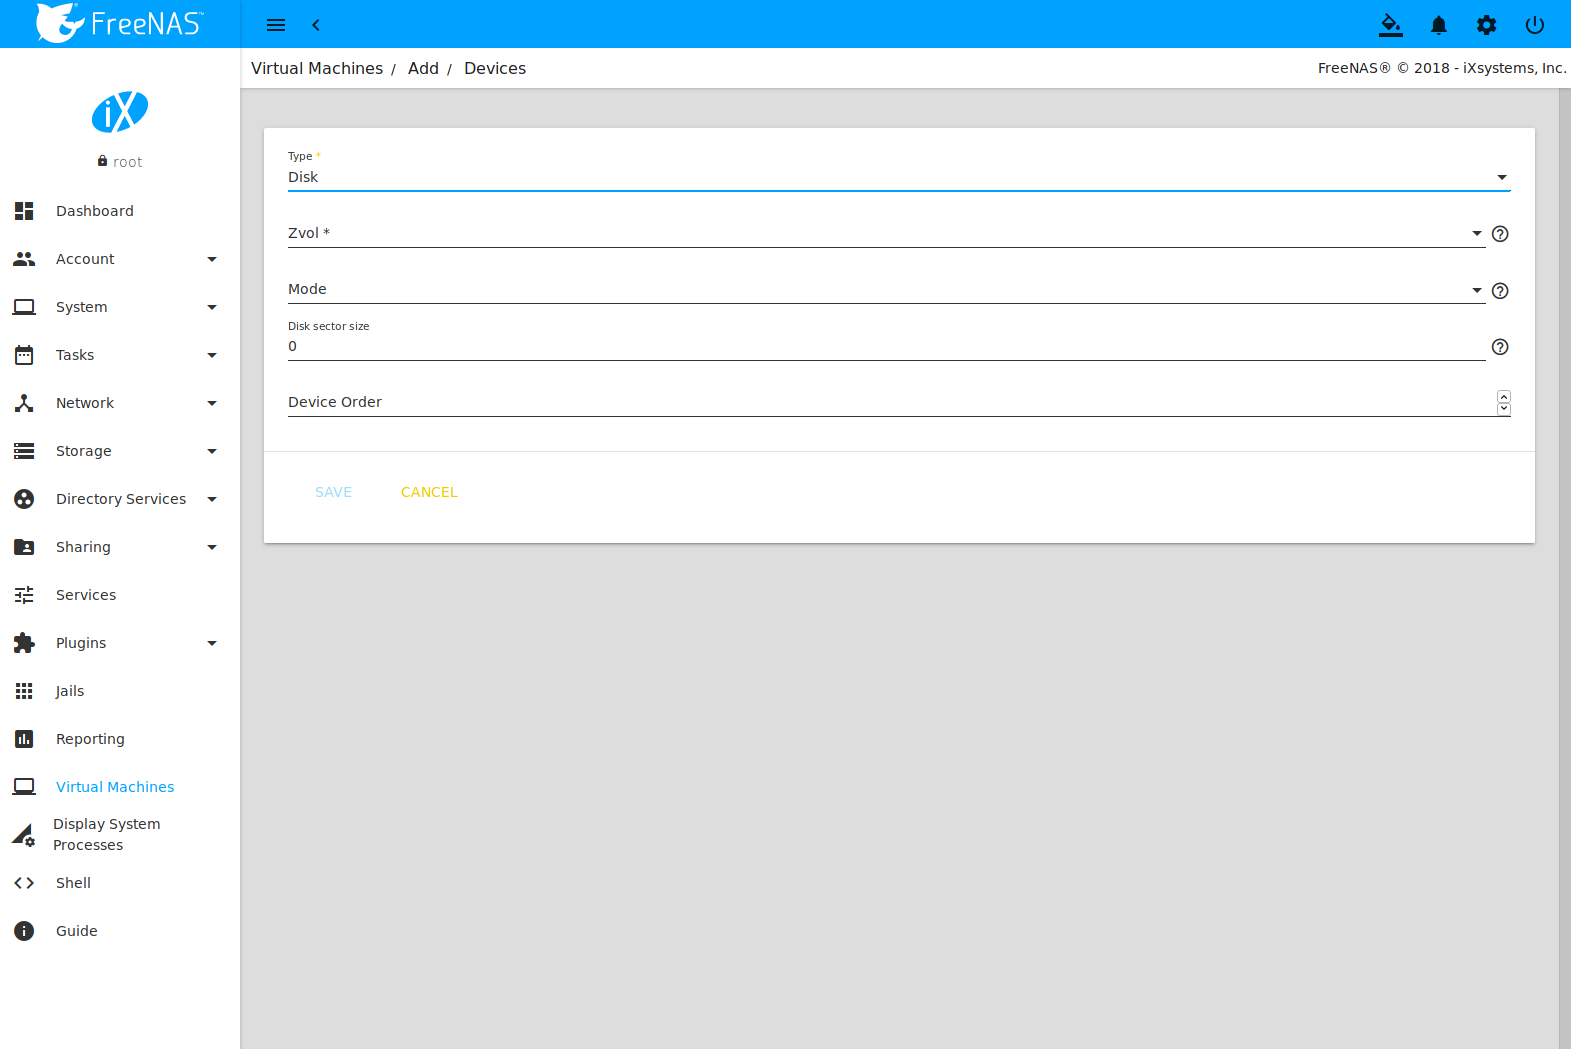 FreeNAS™
Virtual Machines / Add / Devices
FreeNAS® © 2018 - iXsystems, Inc.
iX
root
Dashboard
Account
System
Tasks
Network
Storage
Directory Services
Sharing
Services
Plugins
Jails
Reporting
Virtual Machines
Display System
Processes
Shell
Guide
Type *
Disk
Zvol *
Mode
Disk sector size
0
Device Order
SAVE CANCEL